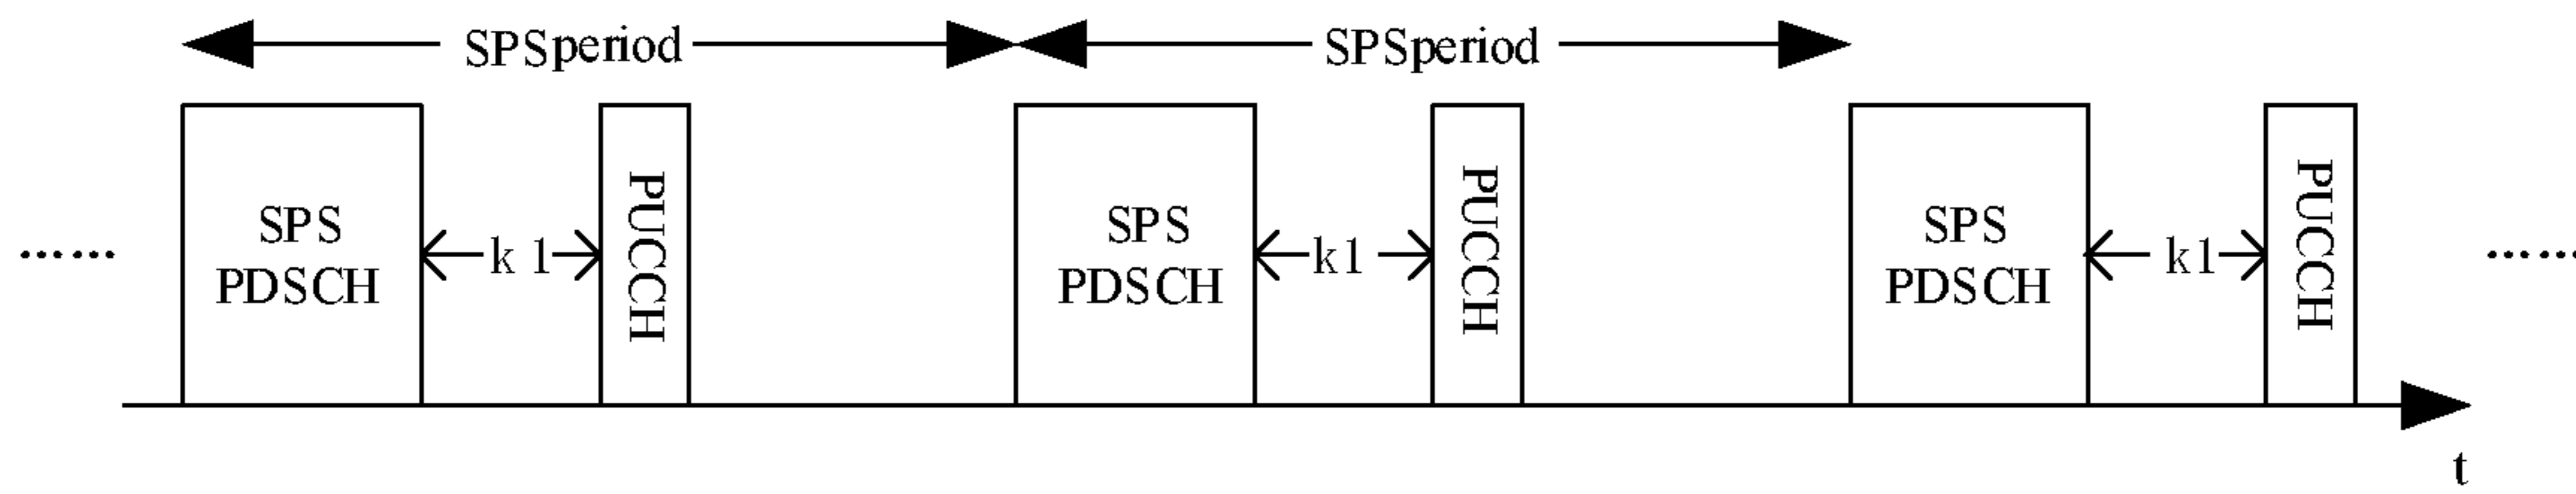 SPSperiod
SPSperiod
SPS
PDSCH
k 1
PUCCH
SPS
PDSCH
k1
PUCCH
SPS
PDSCH
k1
PUCCH
......
......
t